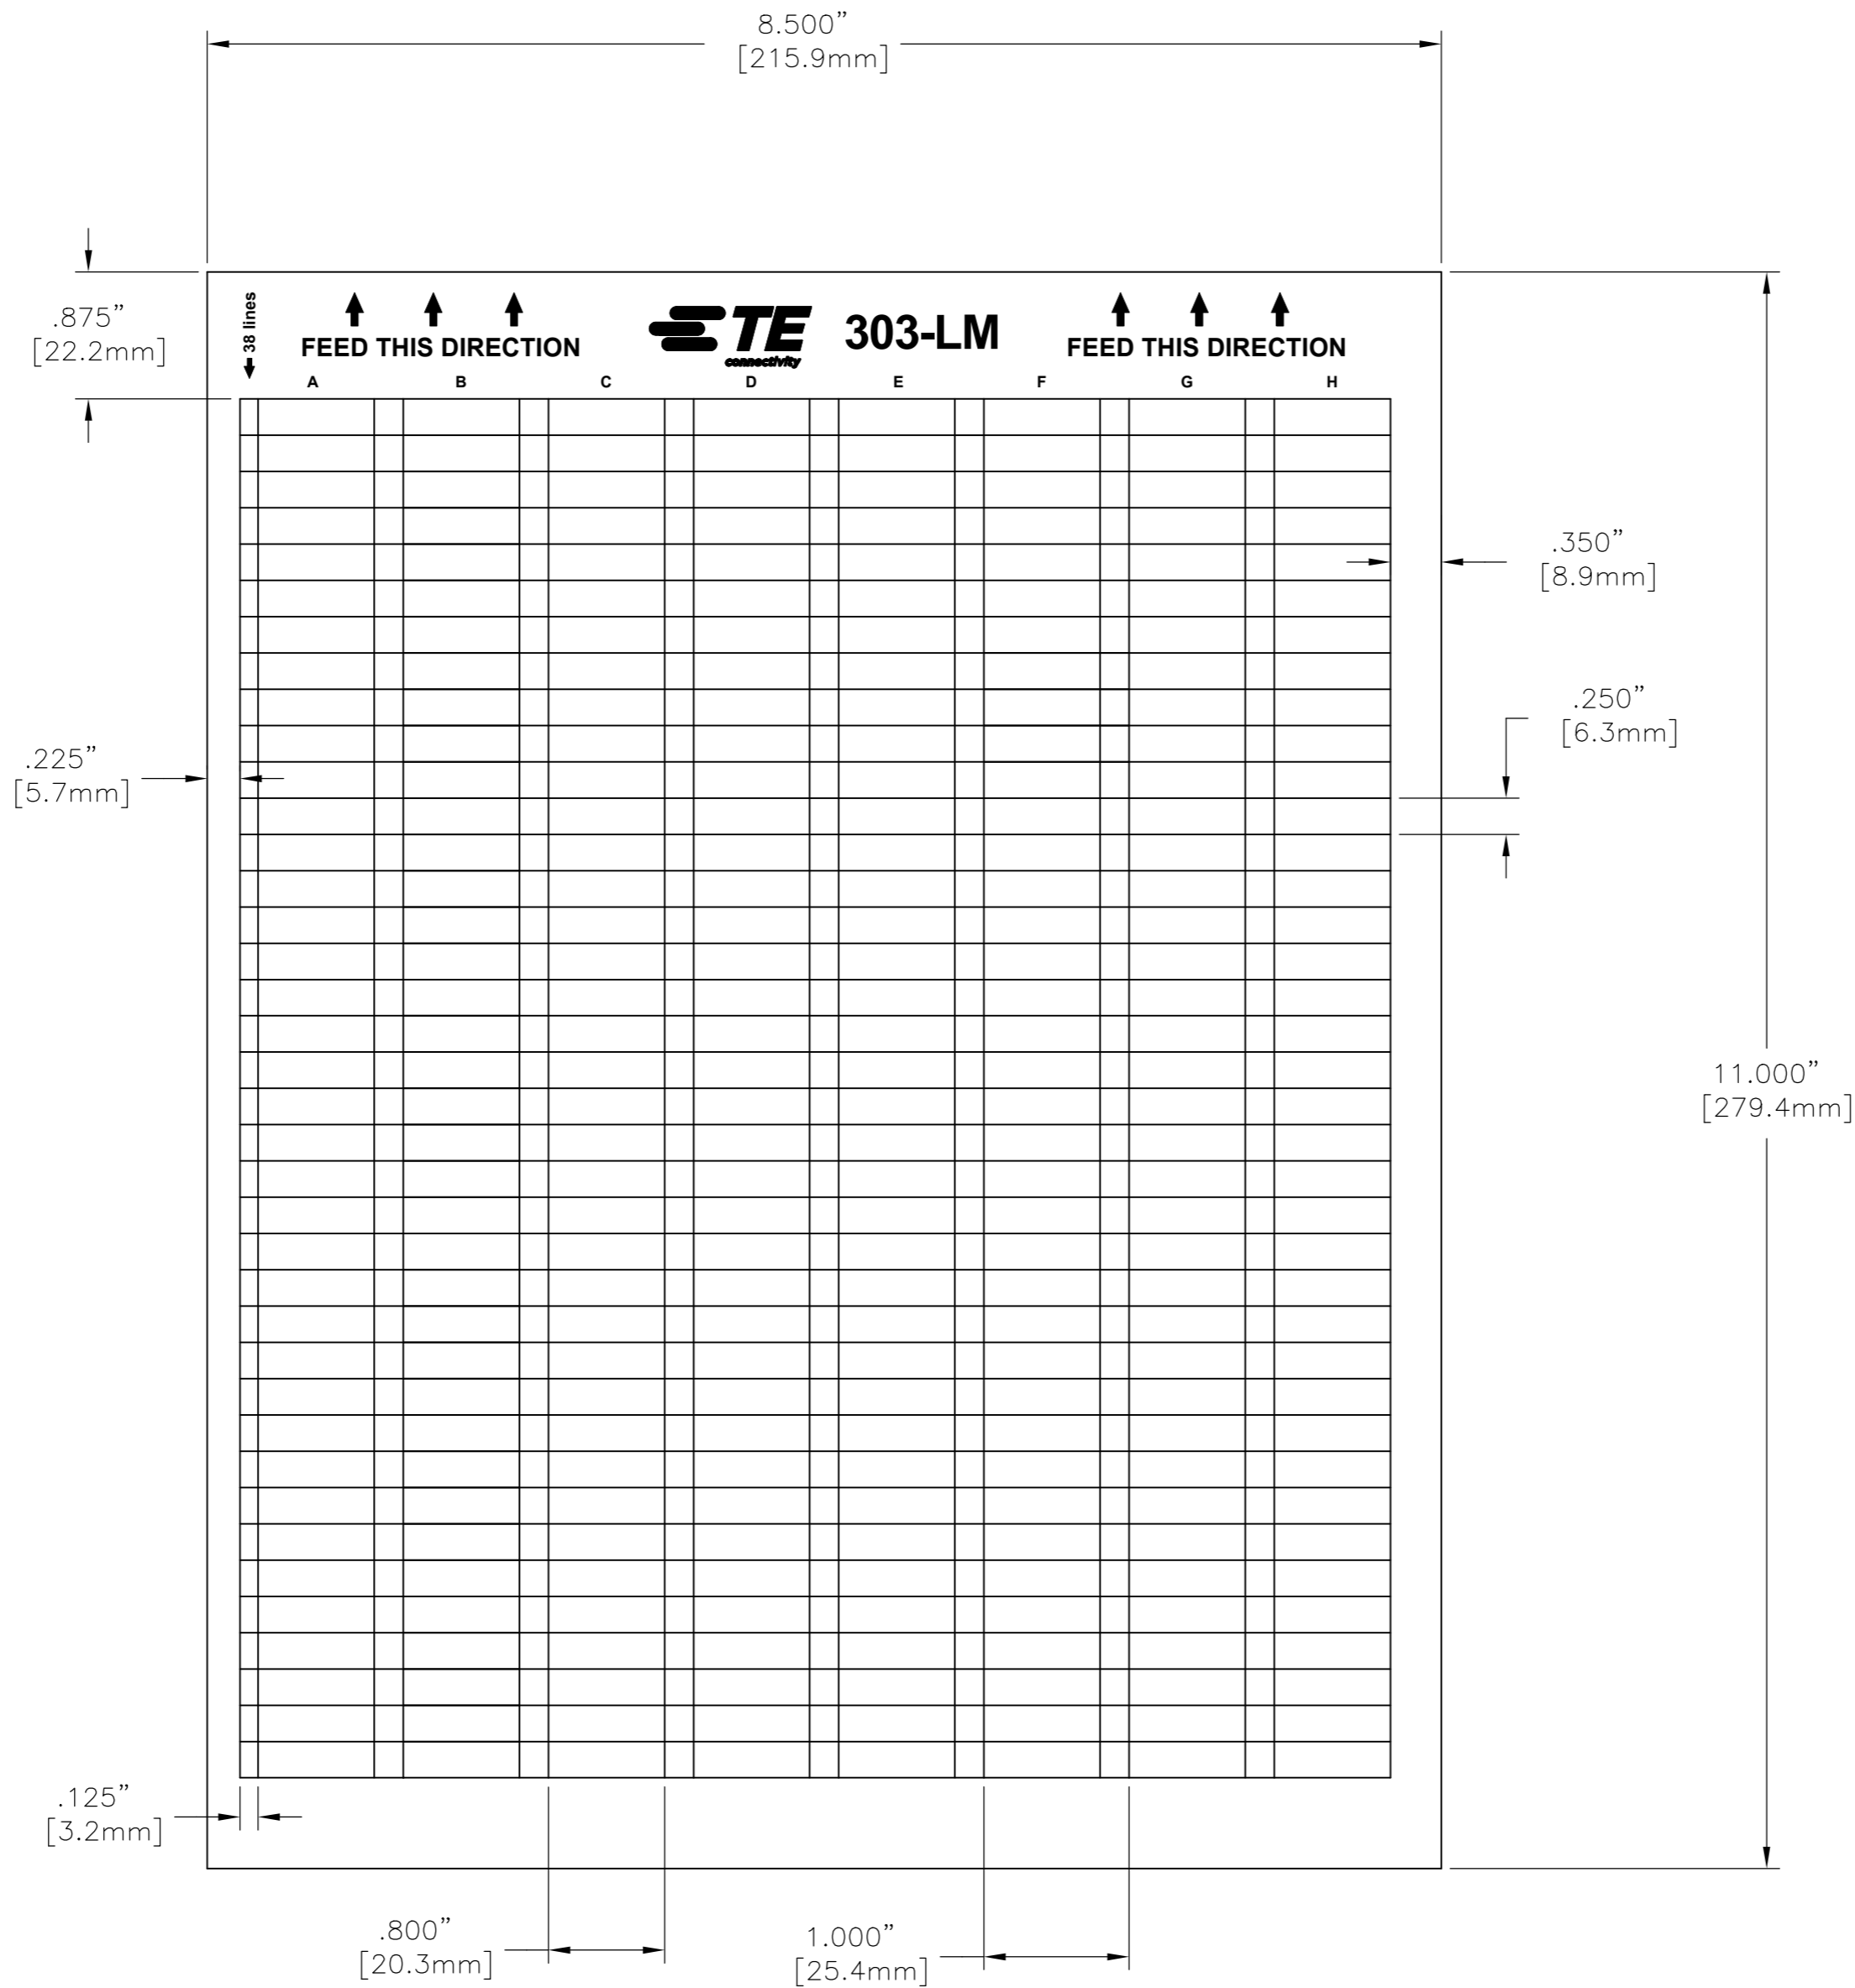 8.500”
[215.9mm]
.875”
[22.2mm]
38 lines
FEED THIS DIRECTION
TE
connectivity
303-LM
FEED THIS DIRECTION
A B C D E F G H
.350”
[8.9mm]
.250”
[6.3mm]
.225”
[5.7mm]
11.000”
[279.4mm]
.125”
[3.2mm]
.800”
[20.3mm]
1.000”
[25.4mm]